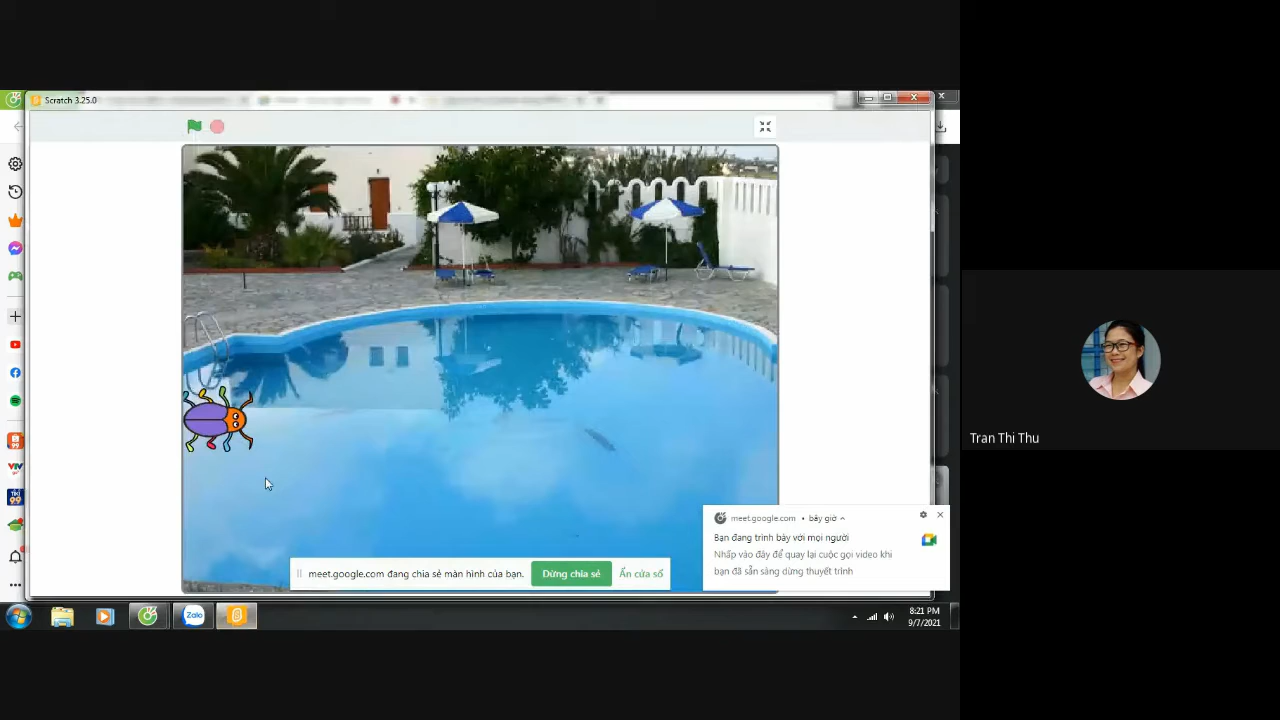 Scratch 3.25.0
meet.google.com • bây giờ
Bạn đang trình bày với mọi người
Nhấp vào đây để quay lại cuộc gọi video khi
bạn đã sẵn sàng dừng thuyết trình
meet.google.com đang chia sẻ màn hình của bạn.
Dừng chia sẻ
Ẩn cửa sổ
Zalo
8:21 PM
9/7/2021
Tran Thi Thu